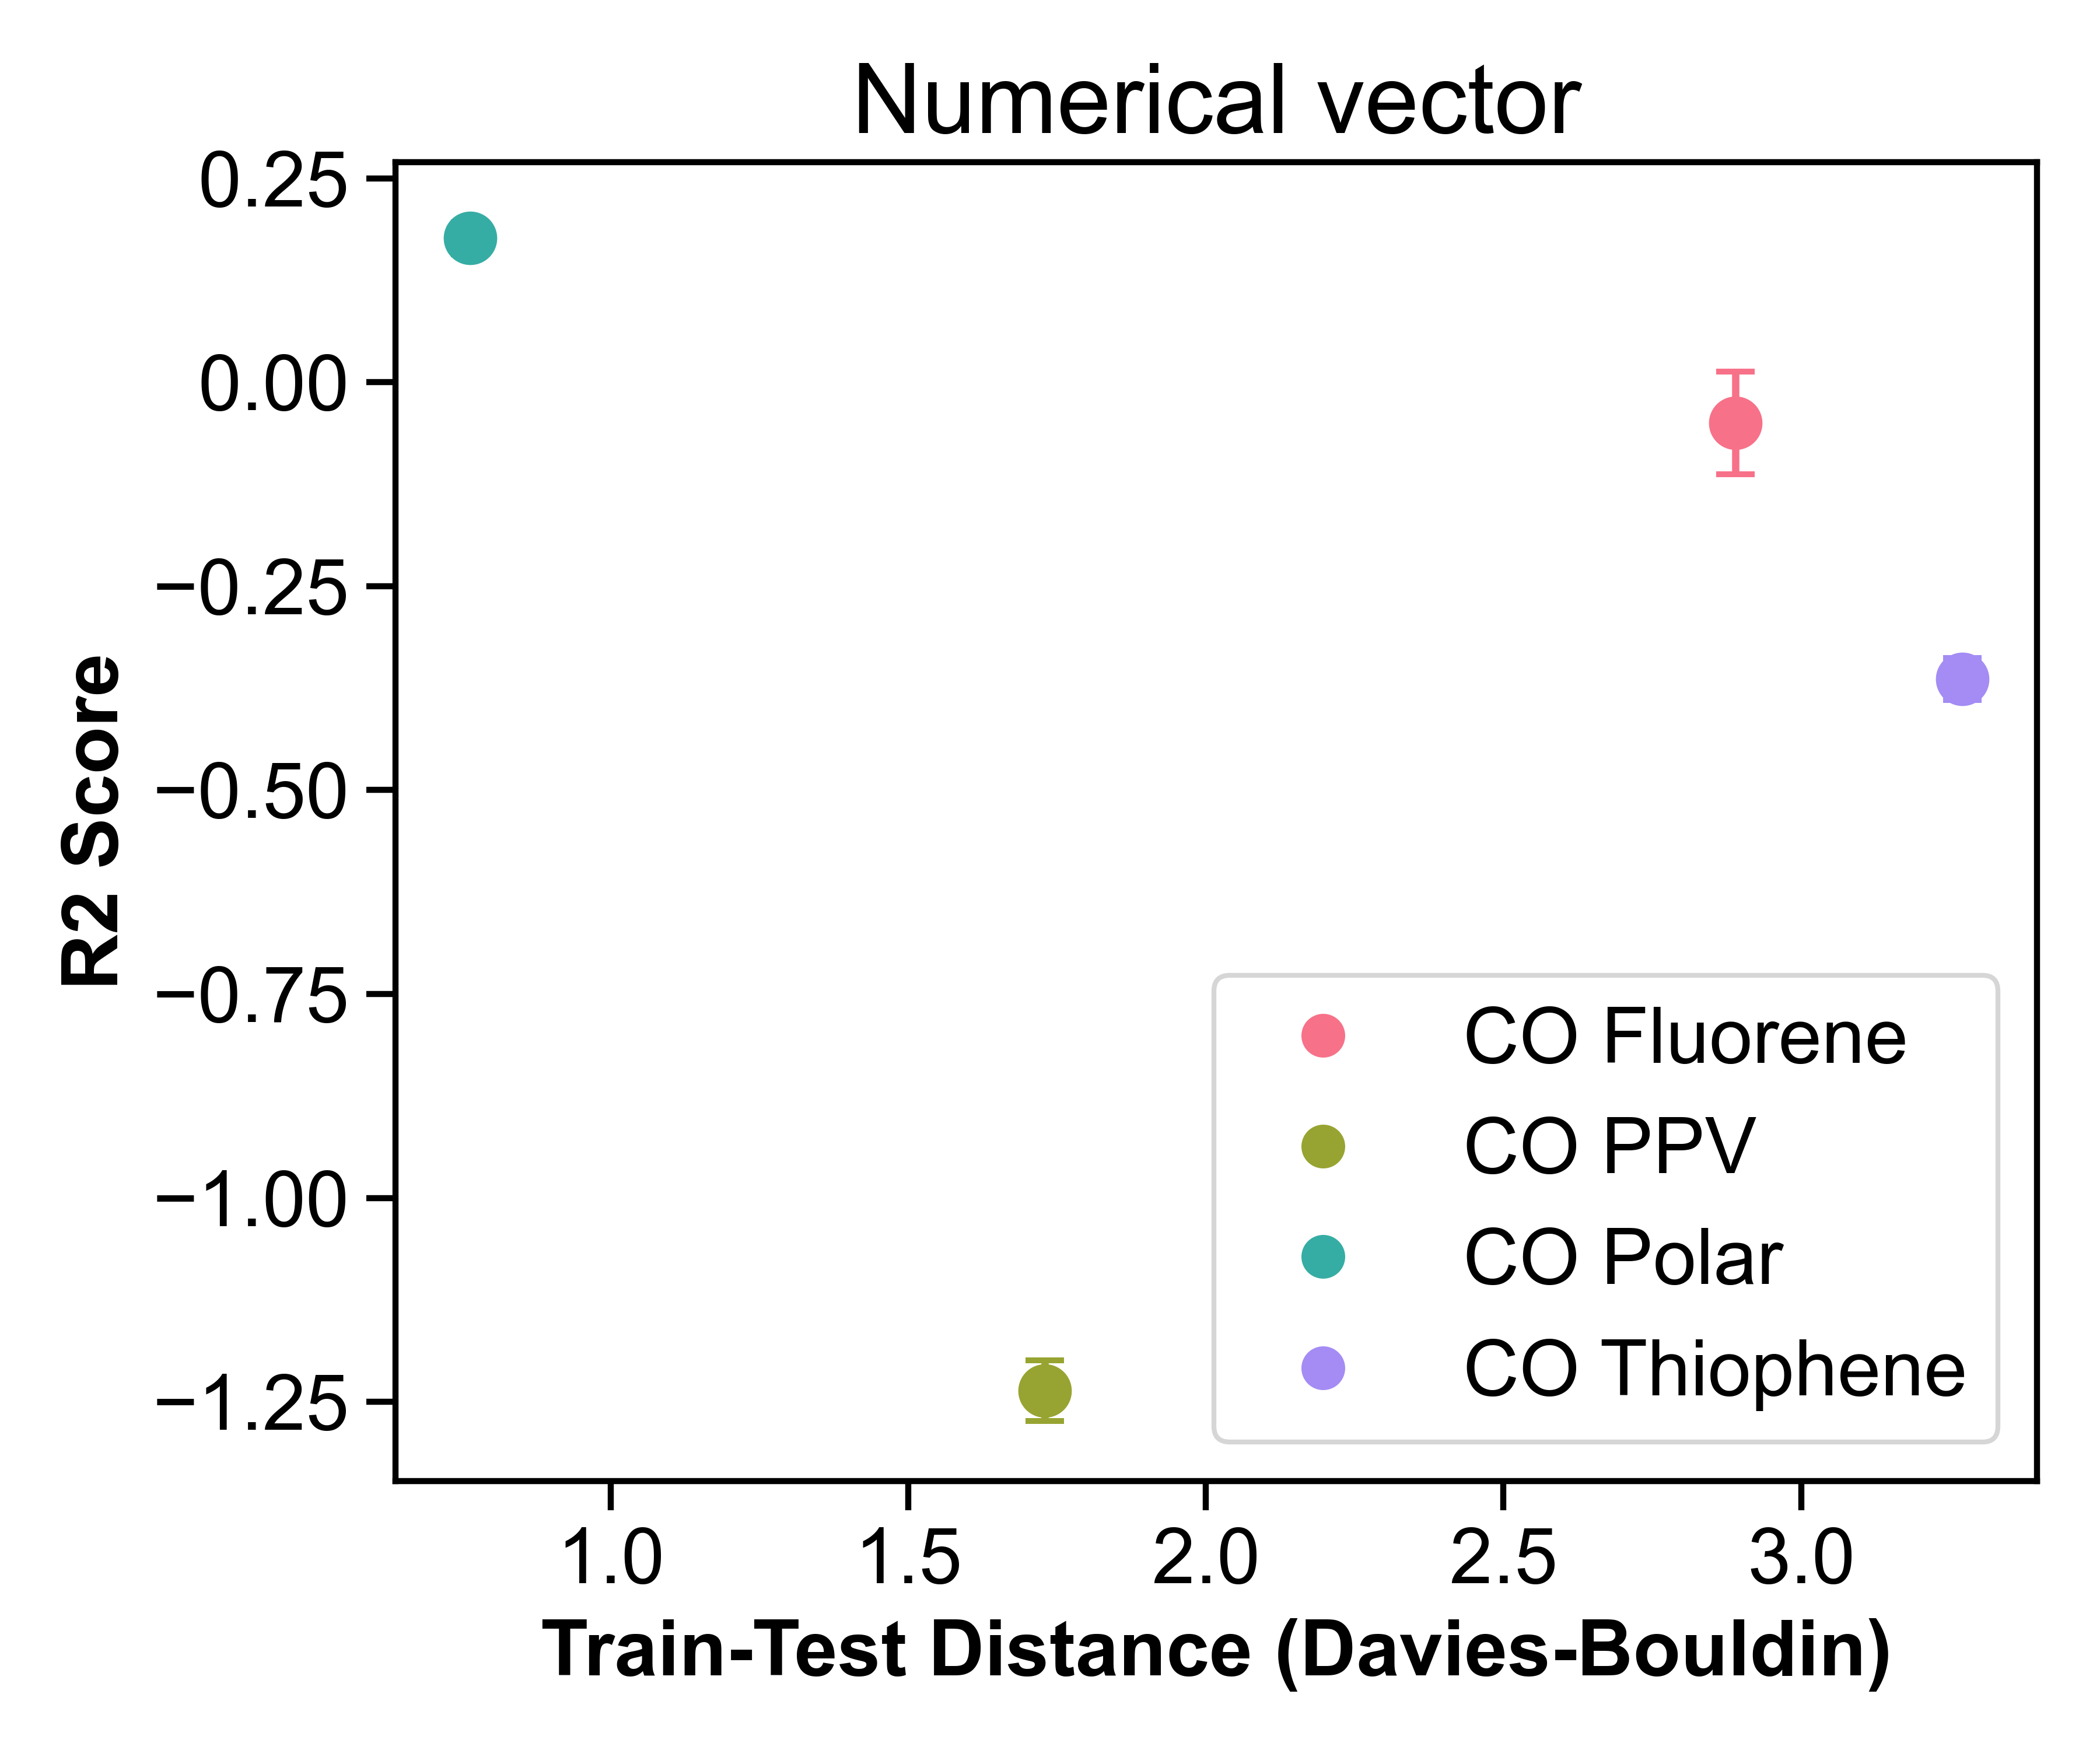 Numerical vector
0.25
0.00
−0.25
−0.50
−0.75
−1.00
−1.25
R2 Score
CO Fluorene
CO PPV
CO Polar
CO Thiophene
1.0 1.5 2.0 2.5 3.0
Train-Test Distance (Davies-Bouldin)